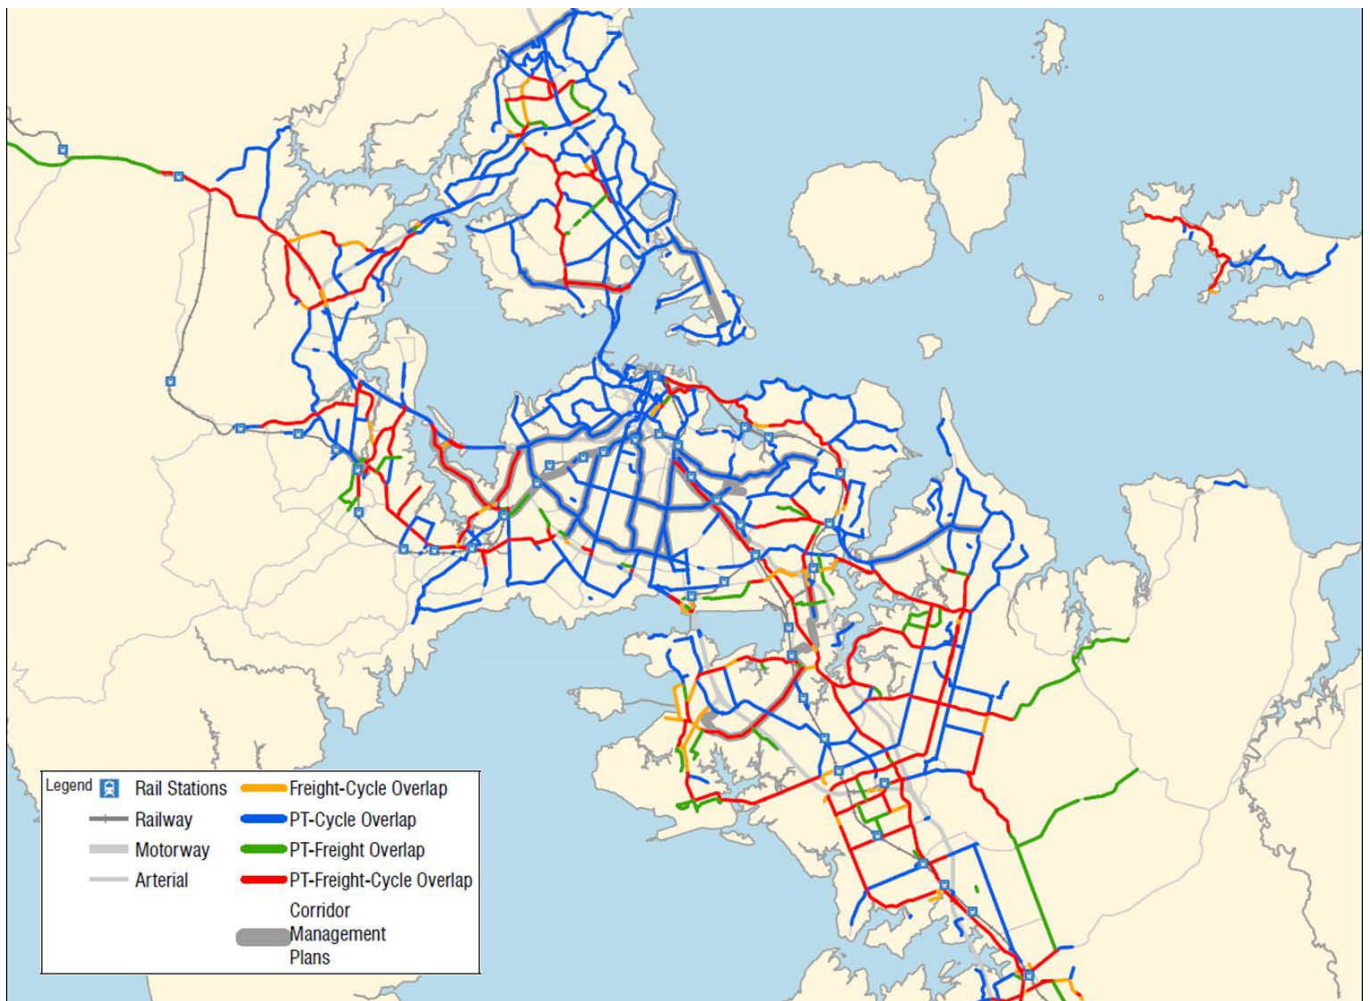 Legend
Rail Stations
Railway
Motorway
Arterial
Freight-Cycle Overlap
PT-Cycle Overlap
PT-Freight Overlap
PT-Freight-Cycle Overlap
Corridor
Management
Plans